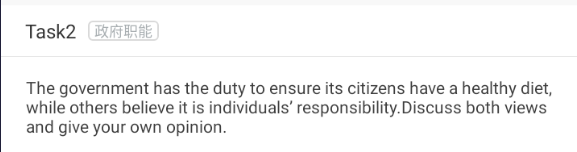 Task2 政府职能
The government has the duty to ensure its citizens have a healthy diet,
while others believe it is individuals’ responsibility.Discuss both views
and give your own opinion.